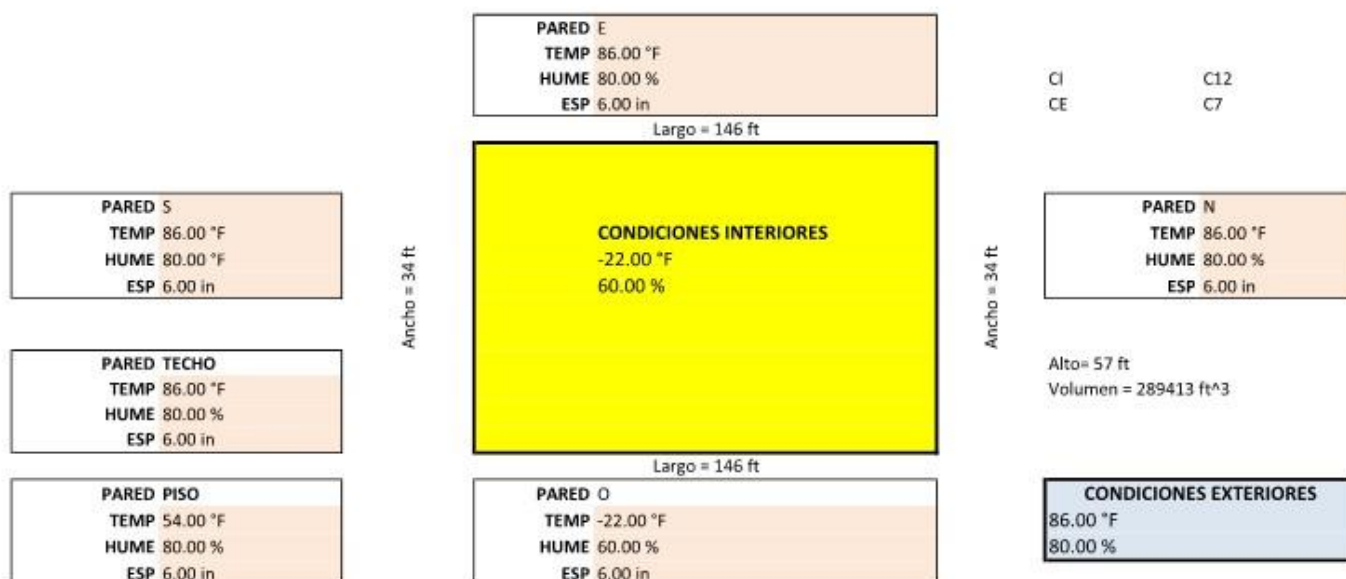 PARED E
TEMP 86.00 °F
HUME 80.00 %
ESP 6.00 in
Largo = 146 ft
CI C12
CE C7
PARED S
TEMP 86.00 °F
HUME 80.00 °F
ESP 6.00 in
Ancho = 34 ft
CONDICIONES INTERIORES
-22.00 °F
60.00 %
Ancho = 34 ft
PARED N
TEMP 86.00 °F
HUME 80.00 %
ESP 6.00 in
PARED TECHO
TEMP 86.00 °F
HUME 80.00 %
ESP 6.00 in
Alto= 57 ft
Volumen = 289413 ft^3
Largo = 146 ft
PARED PISO
TEMP 54.00 °F
HUME 80.00 %
ESP 6.00 in
PARED O
TEMP -22.00 °F
HUME 60.00 %
ESP 6.00 in
CONDICIONES EXTERIORES
86.00 °F
80.00 %